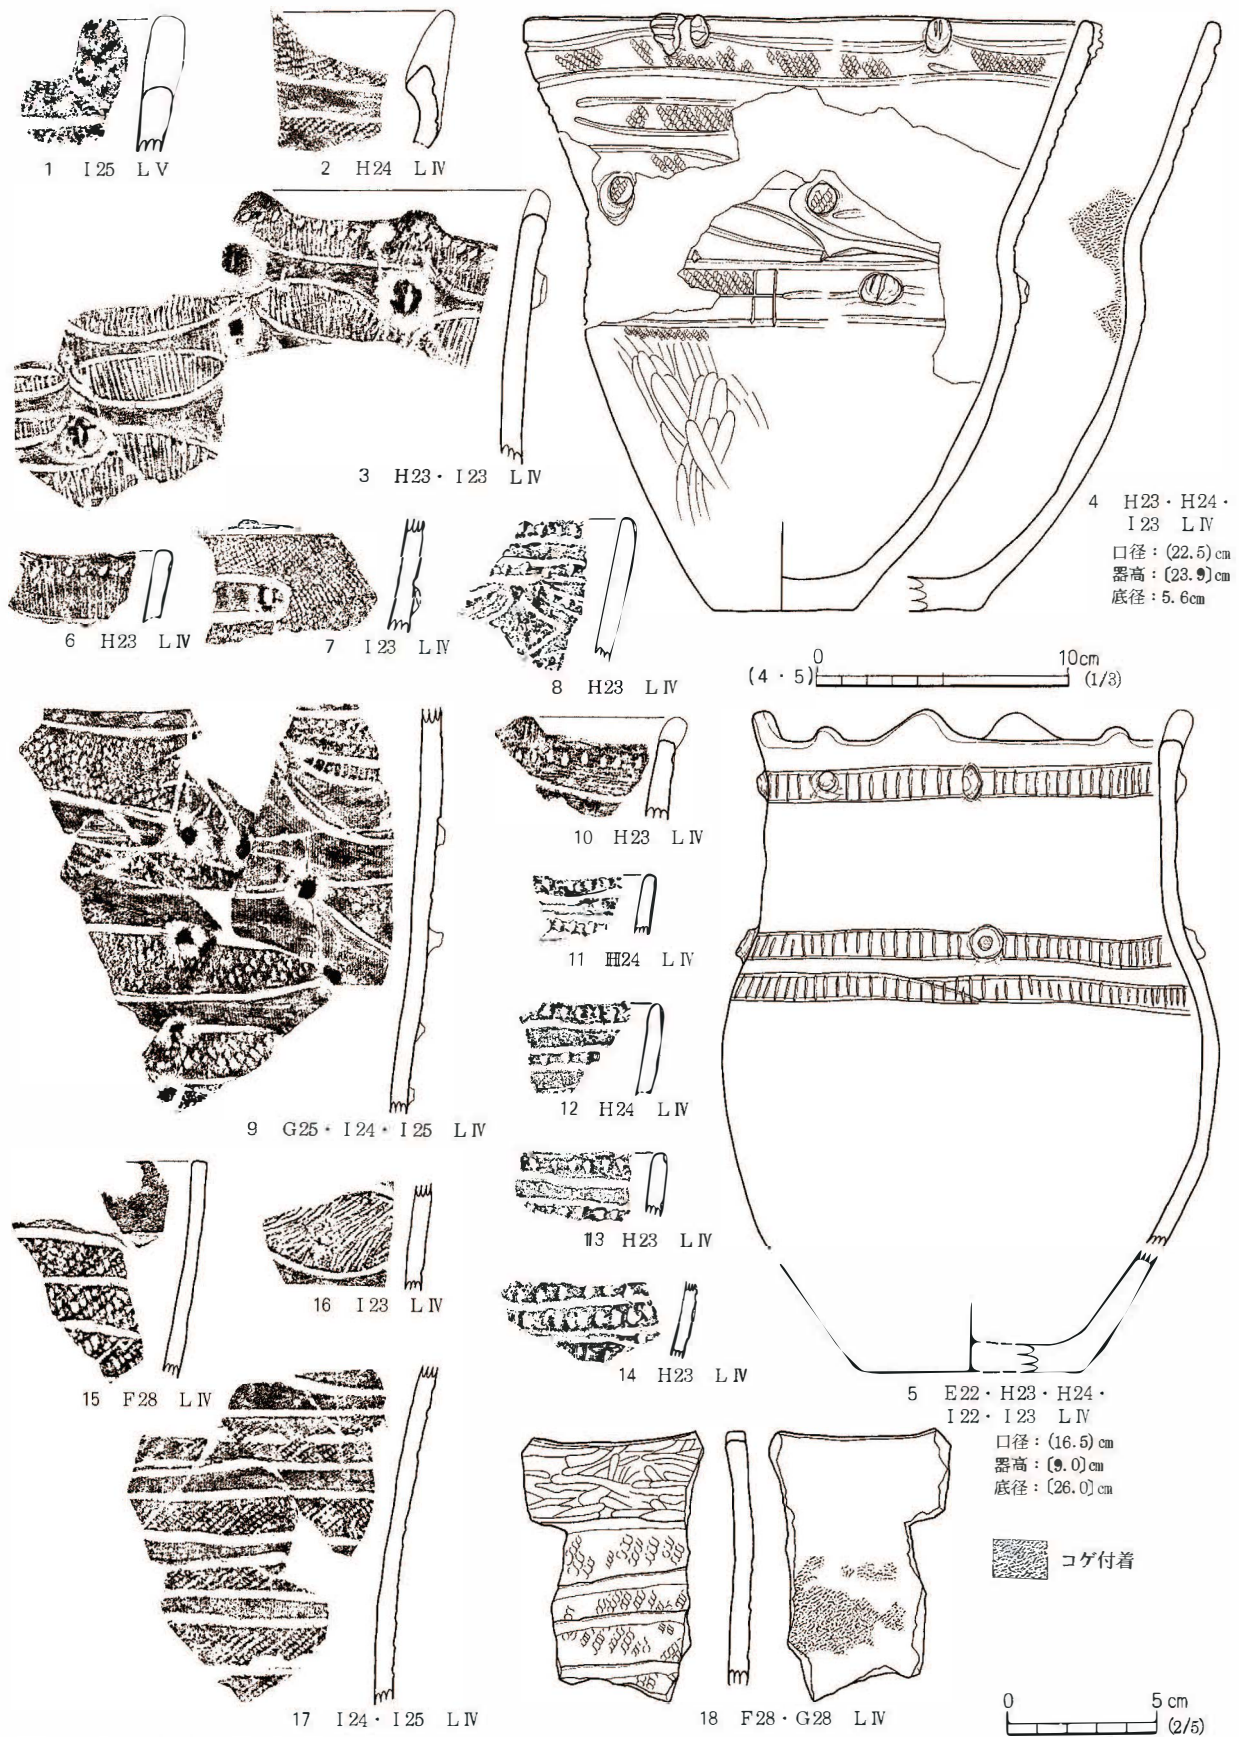 1 I25 LⅤ
2 H24 LⅣ
3 H23・I23 LⅣ
4 H23・H24・
I23 LⅣ
口径：(22.5)cm
器高：〔23.9〕cm
底径：5.6cm
6 H23 LⅣ
7 I23 LⅣ
8 H23 LⅣ
(4・5)
0 10cm
(1/3)
9 G25・I24・I25 LⅣ
10 H23 LⅣ
11 H24 LⅣ
12 H24 LⅣ
13 H23 LⅣ
14 H23 LⅣ
15 F28 LⅣ
16 I23 LⅣ
5 E22・H23・H24・
I22・I23 LⅣ
口径：(16.5)cm
器高：〔9.0〕cm
底径：〔26.0〕cm
コゲ付着
17 I24・I25 LⅣ
18 F28・G28 LⅣ
0 5cm
(2/5)